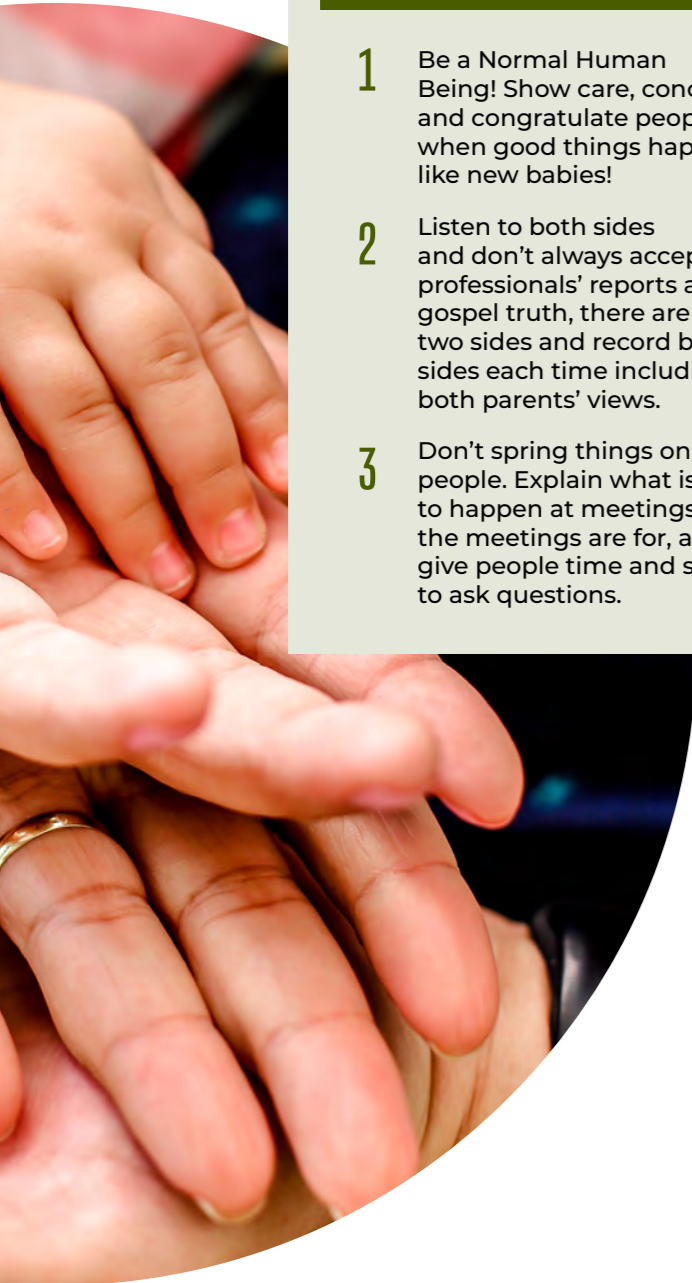 1
Be a Normal Human
Being! Show care,
and congratulate
when good things
like new babies!
2
Listen to both sides
and don’t always
professionals’ reports
gospel truth, there are
two sides and record
sides each time
both parents’ views.
3
Don’t spring things on
people. Explain what is
to happen at meetings
the meetings are for,
give people time and
to ask questions.